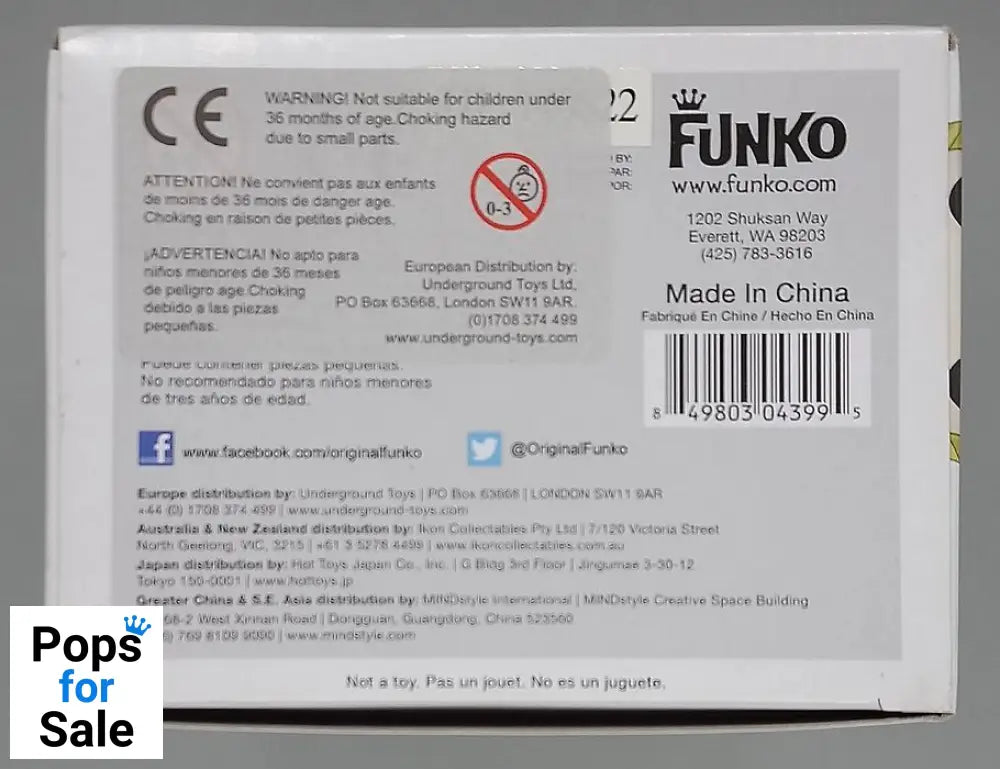 CE
WARNING! Not suitable for children under
36 months of age.Choking hazard
due to small parts.
ATTENTION! Ne convient pas aux enfants
de moins de 36 mois de danger age.
Choking en raison de petites pièces.
0-3
¡ADVERTENCIA! No apto para
niños menores de 36 meses
de peligro age.Choking
debido a las piezas
pequeñas.
European Distribution by:
Underground Toys Ltd,
PO Box 63668, London SW11 9AR.
(0)1708 374 499
www.underground-toys.com
22
BY:
PAR:
POR:
FUNKO
www.funko.com
1202 Shuksan Way
Everett, WA 98203
(425) 783-3616
Made In China
Fabriqué En Chine / Hecho En China
8 49803 04399 5
Puede contener piezas pequeñas.
No recomendado para niños menores
de tres años de edad.
f www.facebook.com/originalfunko
@OriginalFunko
Europe distribution by: Underground Toys | PO Box 63668 | LONDON SW11 9AR
+44 (0) 1708 374 499 | www.underground-toys.com
Australia & New Zealand distribution by: Ikon Collectables Pty Ltd | 7/120 Victoria Street
North Geelong, VIC, 3215 | +61 3 5278 4499 | www.ikoncollectables.com.au
Japan distribution by: Hot Toys Japan Co., Inc. | G Bldg 3rd Floor | Jingumae 3-30-12
Tokyo 150-0001 | www.hottoys.jp
Greater China & S.E. Asia distribution by: MINDstyle International | MINDstyle Creative Space Building
68-2 West Xinnan Road | Dongguan, Guangdong, China 523560
769 8109 9090 | www.mindstyle.com
Not a toy. Pas un jouet. No es un juguete.
Pops
for
Sale